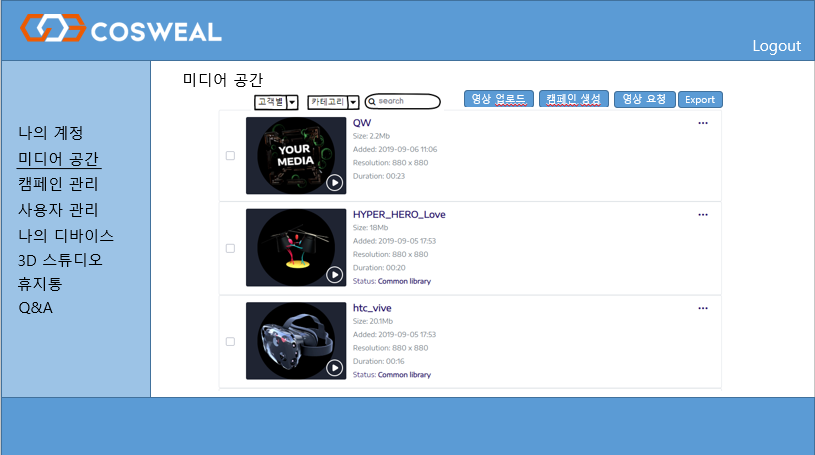 COSWEAL
Logout
미디어 공간
고객별 카테고리 search 영상 업로드 캠페인 생성 영상 요청 Export
나의 계정
미디어 공간
캠페인 관리
사용자 관리
나의 디바이스
3D 스튜디오
휴지통
Q&A
YOUR
MEDIA
QW
Size: 2.2Mb
Added: 2019-09-06 11:06
Resolution: 880 x 880
Duration: 00:23
HYPER_HERO_Love
Size: 18Mb
Added: 2019-09-05 17:53
Resolution: 880 x 880
Duration: 00:20
Status: Common library
htc_vive
Size: 20.1Mb
Added: 2019-09-05 17:53
Resolution: 880 x 880
Duration: 00:16
Status: Common library